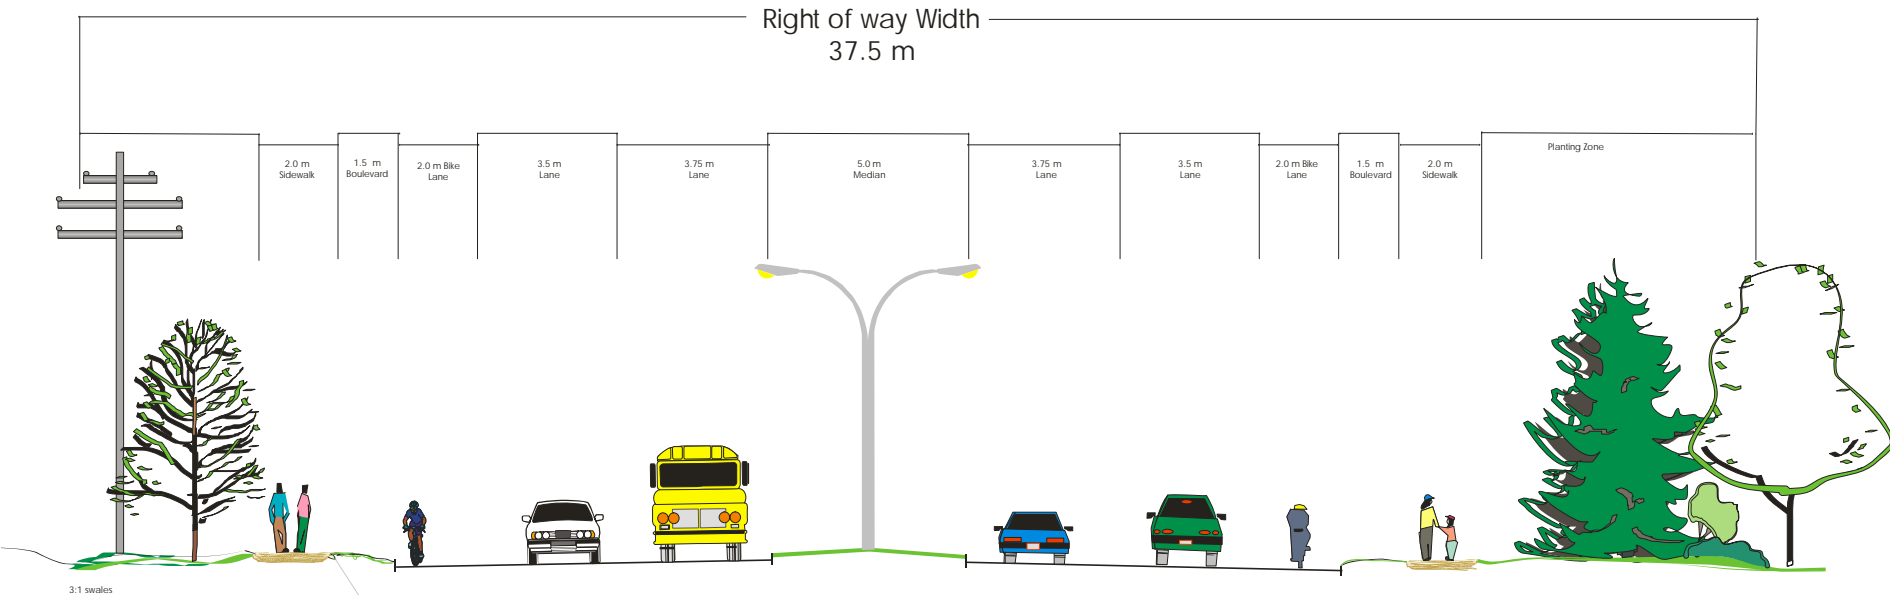 Right of way Width
37.5 m
2.0 m
Sidewalk
1.5 m
Boulevard
2.0 m Bike
Lane
3.5 m
Lane
3.75 m
Lane
5.0 m
Median
3.75 m
Lane
3.5 m
Lane
2.0 m Bike
Lane
1.5 m
Boulevard
2.0 m
Sidewalk
Planting Zone
3:1 swales